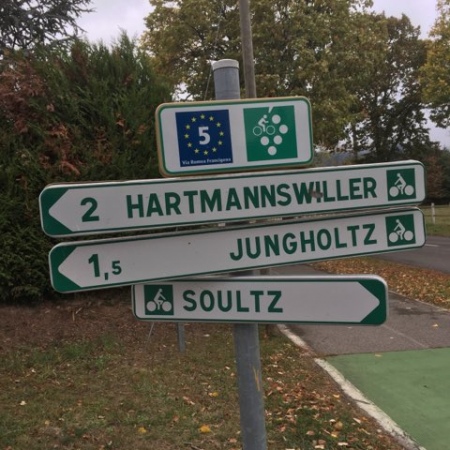 5
Via Romea Francigena
2 HARTMANNSWILLER
1,5 JUNGHOLTZ
SOULTZ